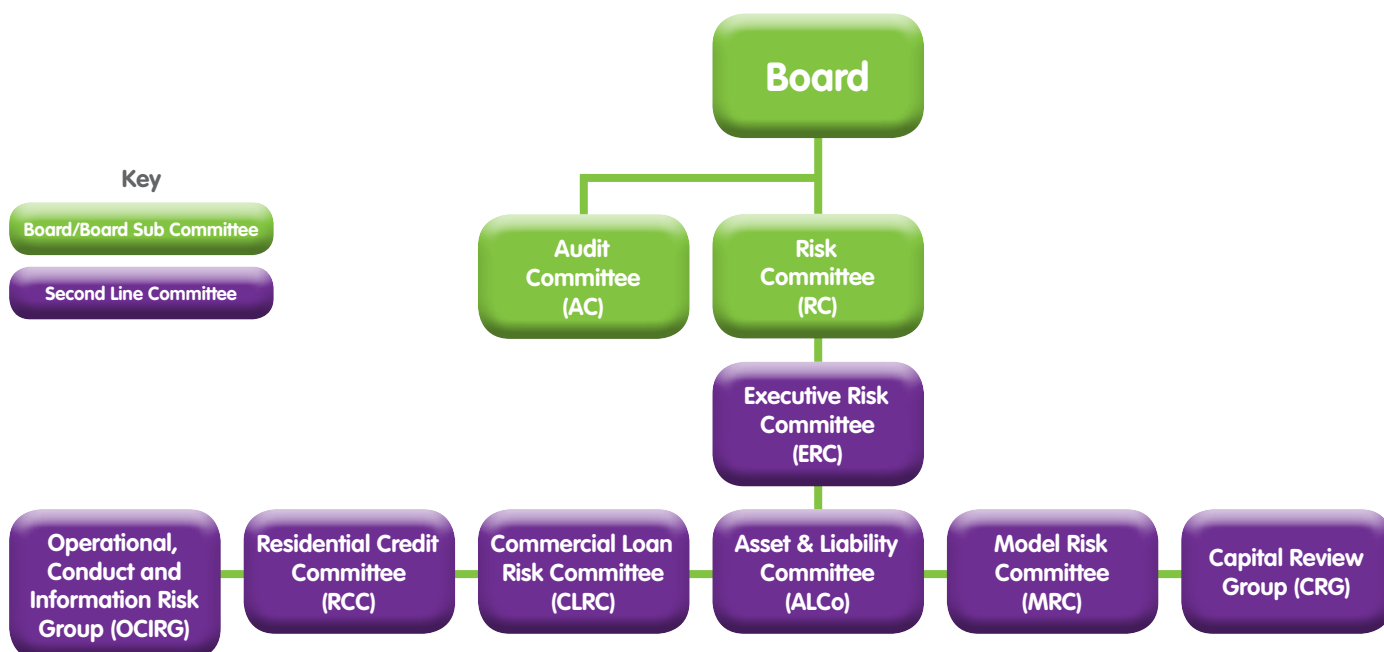 Board
Key
Board/Board Sub Committee
Second Line Committee
Audit
Committee
(AC)
Risk
Committee
(RC)
Executive Risk
Committee
(ERC)
Operational,
Conduct and
Information Risk
Group (OCIRG)
Residential Credit
Committee
(RCC)
Commercial Loan
Risk Committee
(CLRC)
Asset & Liability
Committee
(ALCo)
Model Risk
Committee
(MRC)
Capital Review
Group (CRG)